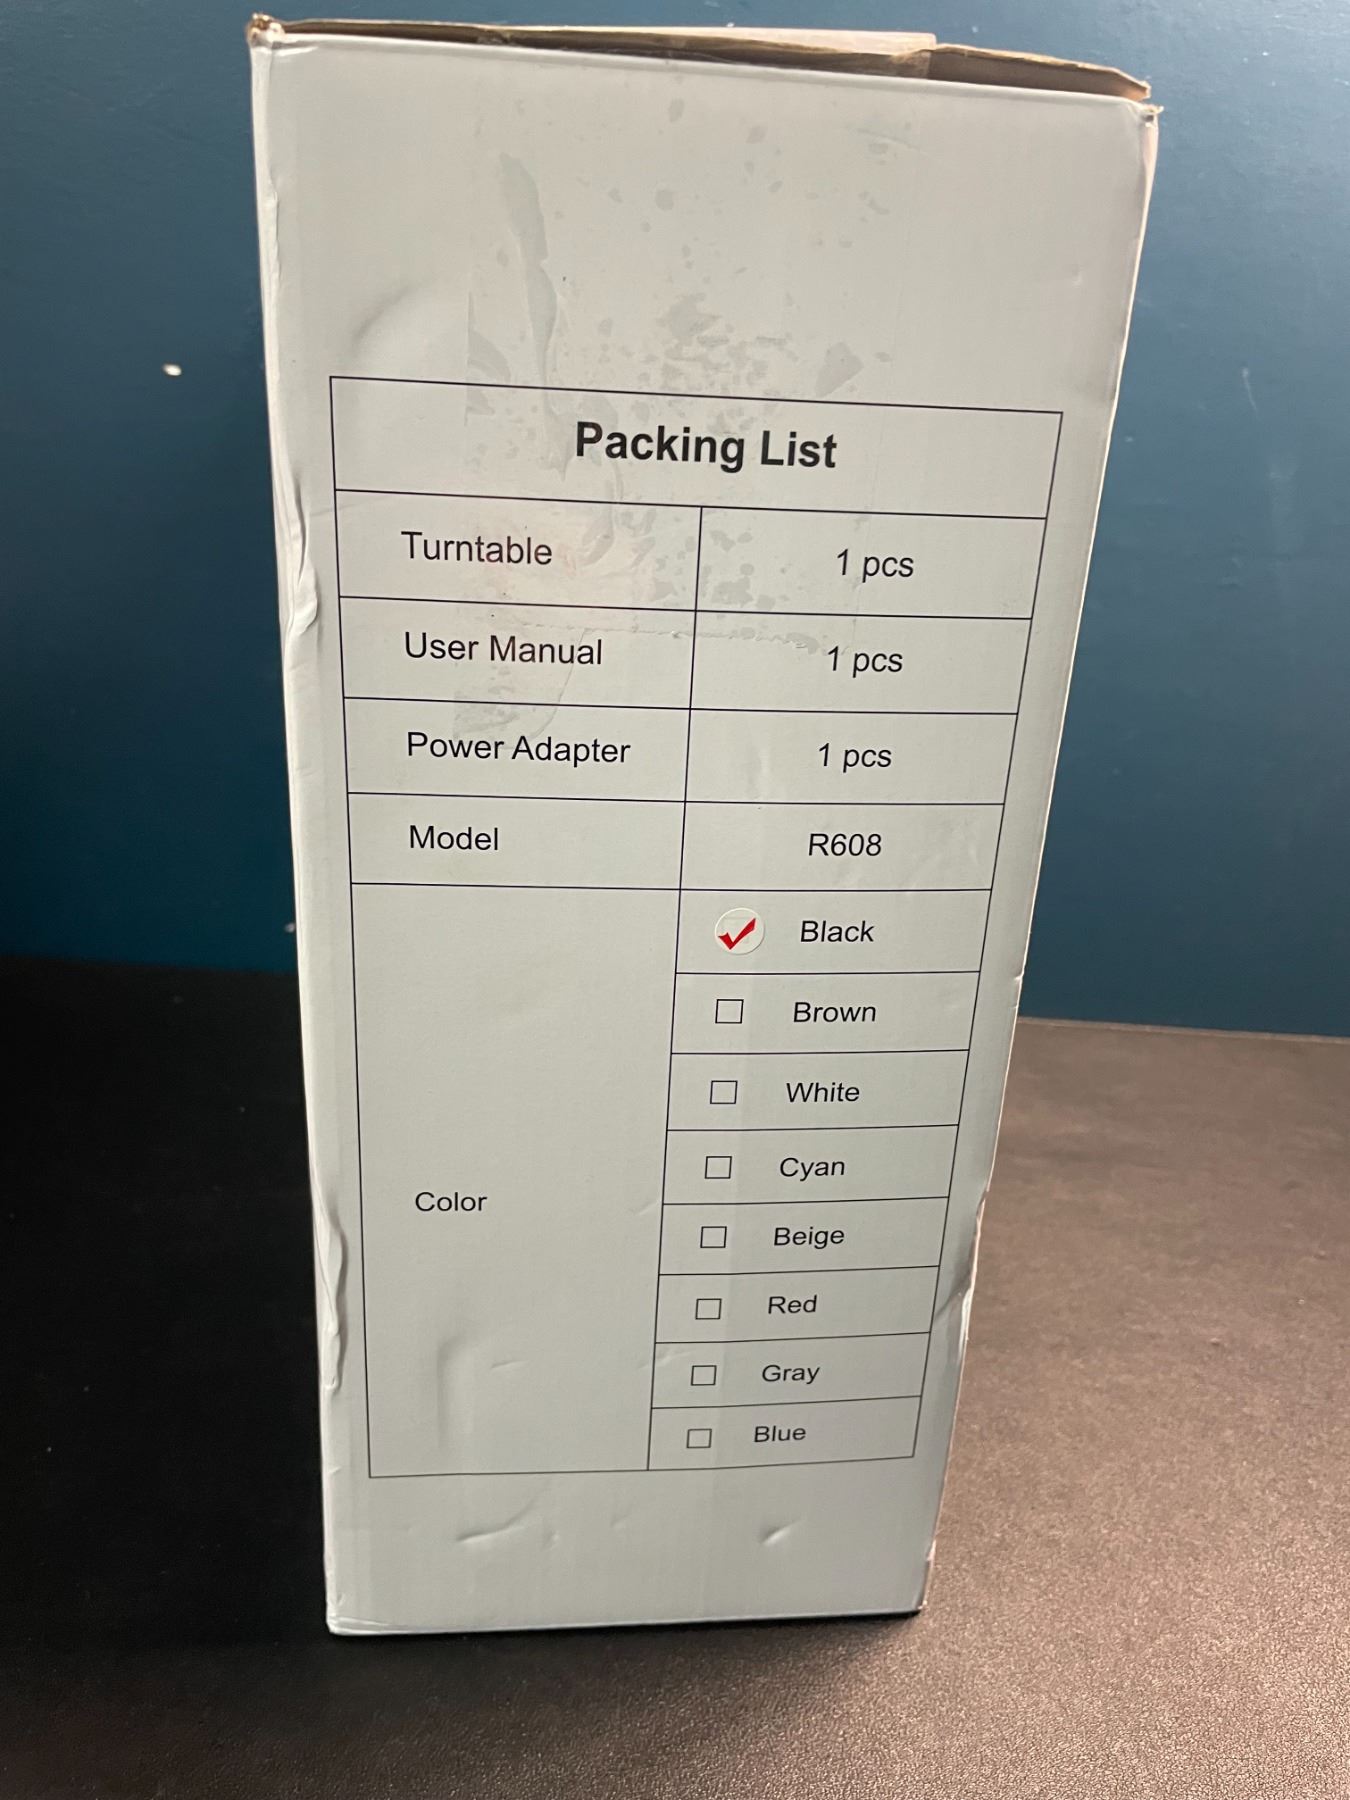 Packing List
Turntable 1 pcs
User Manual 1 pcs
Power Adapter 1 pcs
Model R608
Black
Brown
White
Cyan
Color
Beige
Red
Gray
Blue